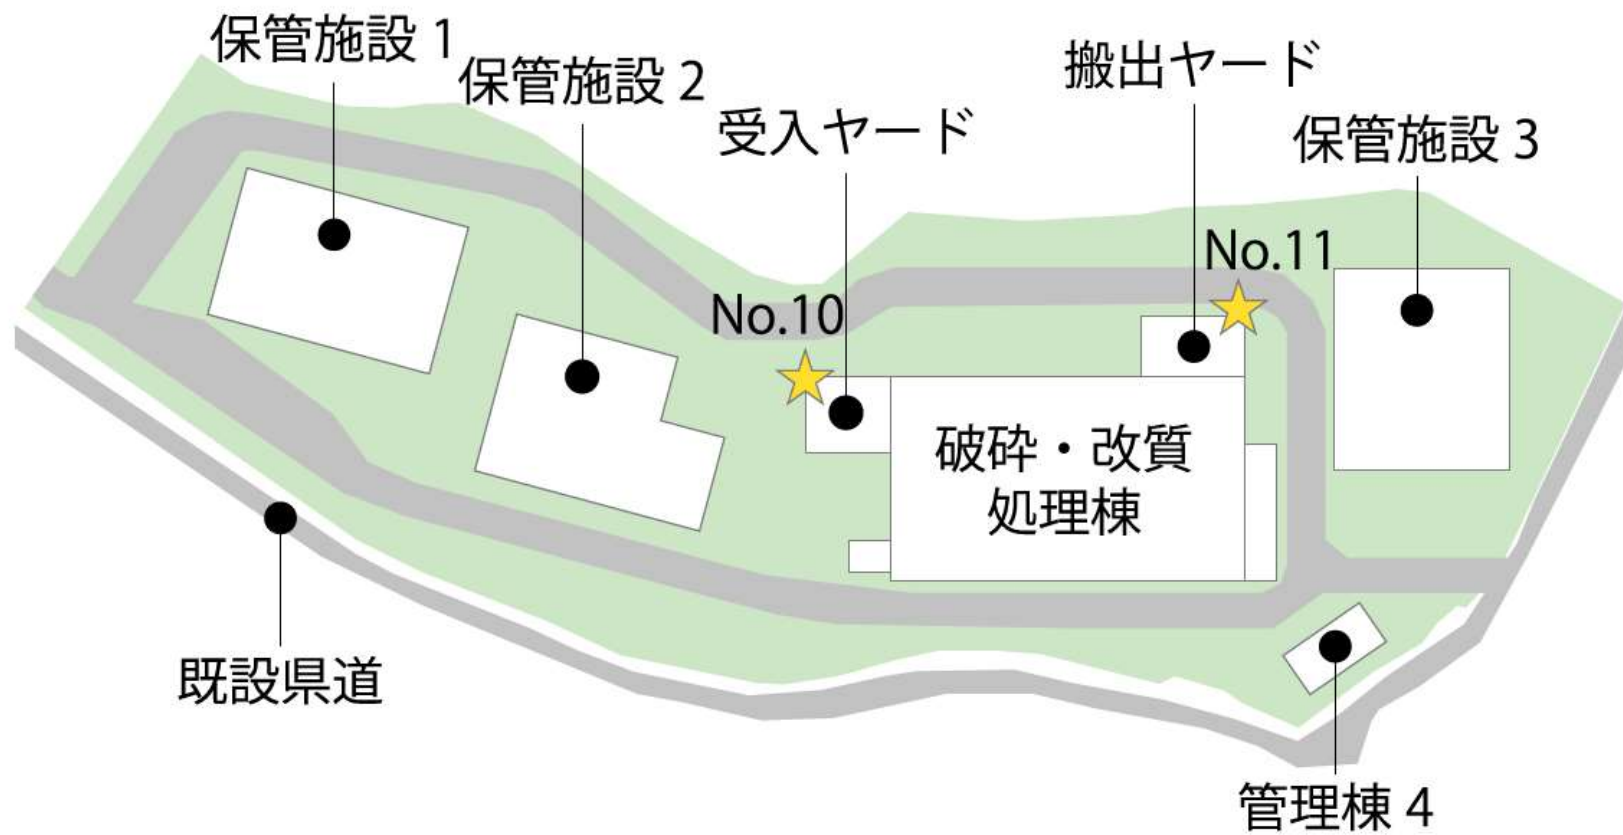 保管施設 1
保管施設 2
受入ヤード
搬出ヤード
保管施設 3
No.10
No.11
破砕・改質
処理棟
既設県道
管理棟 4